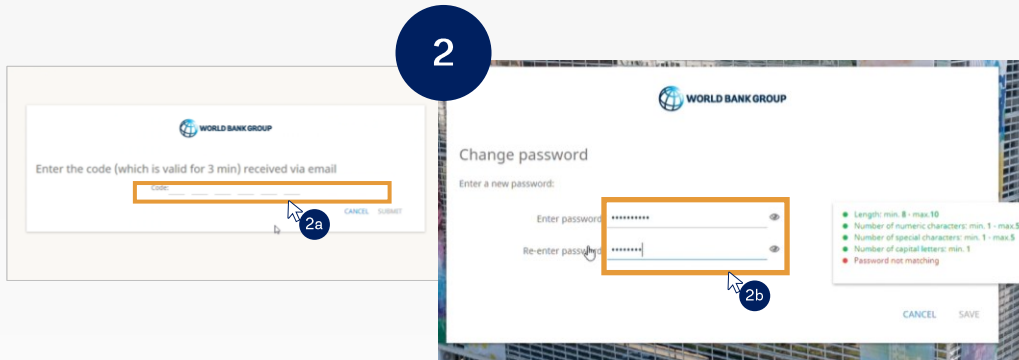 2
WORLD BANK GROUP
Enter the code (which is valid for 3 min) received via email
Code:
CANCEL SUBMIT
2a
WORLD BANK GROUP
Change password
Enter a new password:
Enter password
Re-enter password
Length: min. 8 - max.10
Number of numeric characters: min. 1 - max.5
Number of special characters: min. 1 - max.5
Number of capital letters: min. 1
Password not matching
2b
CANCEL SAVE